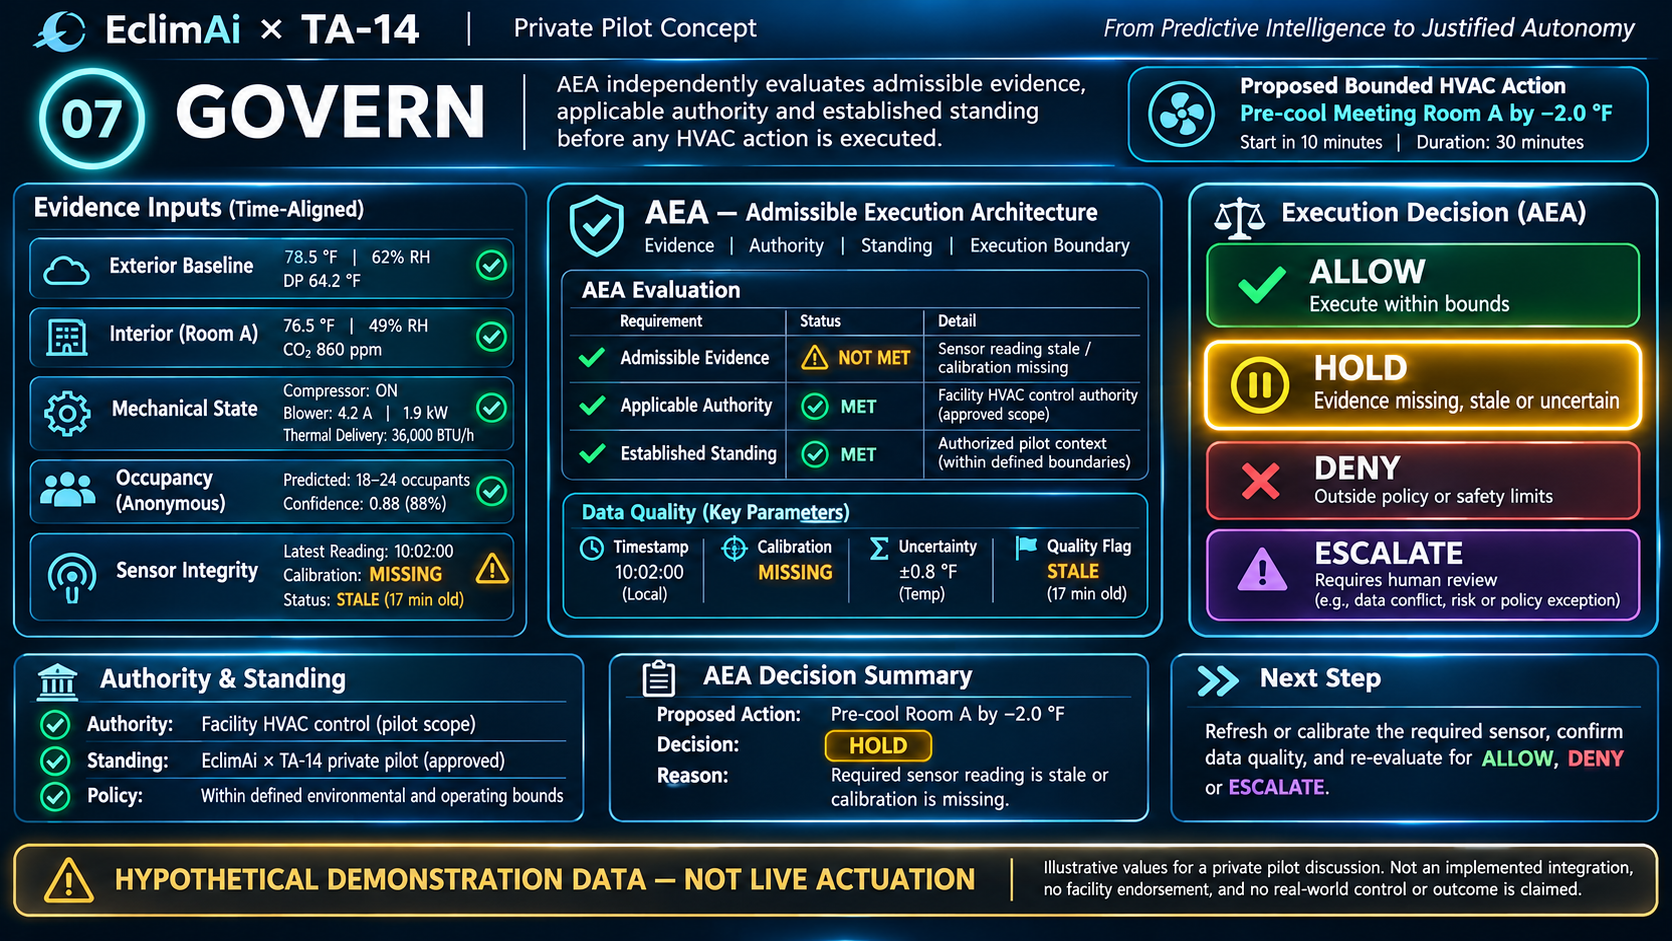 EclimAi × TA-14 | Private Pilot Concept
From Predictive Intelligence to Justified Autonomy
07 GOVERN
AEA independently evaluates admissible evidence,
applicable authority and established standing
before any HVAC action is executed.
Proposed Bounded HVAC Action
Pre-cool Meeting Room A by −2.0 °F
Start in 10 minutes | Duration: 30 minutes
Evidence Inputs (Time-Aligned)
Exterior Baseline
78.5 °F | 62% RH
DP 64.2 °F
Interior (Room A)
76.5 °F | 49% RH
CO₂ 860 ppm
Mechanical State
Compressor: ON
Blower: 4.2 A | 1.9 kW
Thermal Delivery: 36,000 BTU/h
Occupancy
(Anonymous)
Predicted: 18–24 occupants
Confidence: 0.88 (88%)
Sensor Integrity
Latest Reading: 10:02:00
Calibration: MISSING
Status: STALE (17 min old)
AEA — Admissible Execution Architecture
Evidence | Authority | Standing | Execution Boundary
AEA Evaluation
Requirement Status Detail
Admissible Evidence NOT MET
Sensor reading stale /
calibration missing
Applicable Authority MET
Facility HVAC control authority
(approved scope)
Established Standing MET
Authorized pilot context
(within defined boundaries)
Data Quality (Key Parameters)
Timestamp
10:02:00
(Local)
Calibration
MISSING
Uncertainty
±0.8 °F
(Temp)
Quality Flag
STALE
(17 min old)
Execution Decision (AEA)
ALLOW
Execute within bounds
HOLD
Evidence missing, stale or uncertain
DENY
Outside policy or safety limits
ESCALATE
Requires human review
(e.g., data conflict, risk or policy exception)
Authority & Standing
Authority: Facility HVAC control (pilot scope)
Standing: EclimAi × TA-14 private pilot (approved)
Policy: Within defined environmental and operating bounds
AEA Decision Summary
Proposed Action: Pre-cool Room A by −2.0 °F
Decision: HOLD
Reason: Required sensor reading is stale or
calibration is missing.
Next Step
Refresh or calibrate the required sensor, confirm
data quality, and re-evaluate for ALLOW, DENY
or ESCALATE.
HYPOTHETICAL DEMONSTRATION DATA — NOT LIVE ACTUATION
Illustrative values for a private pilot discussion. Not an implemented integration,
no facility endorsement, and no real-world control or outcome is claimed.